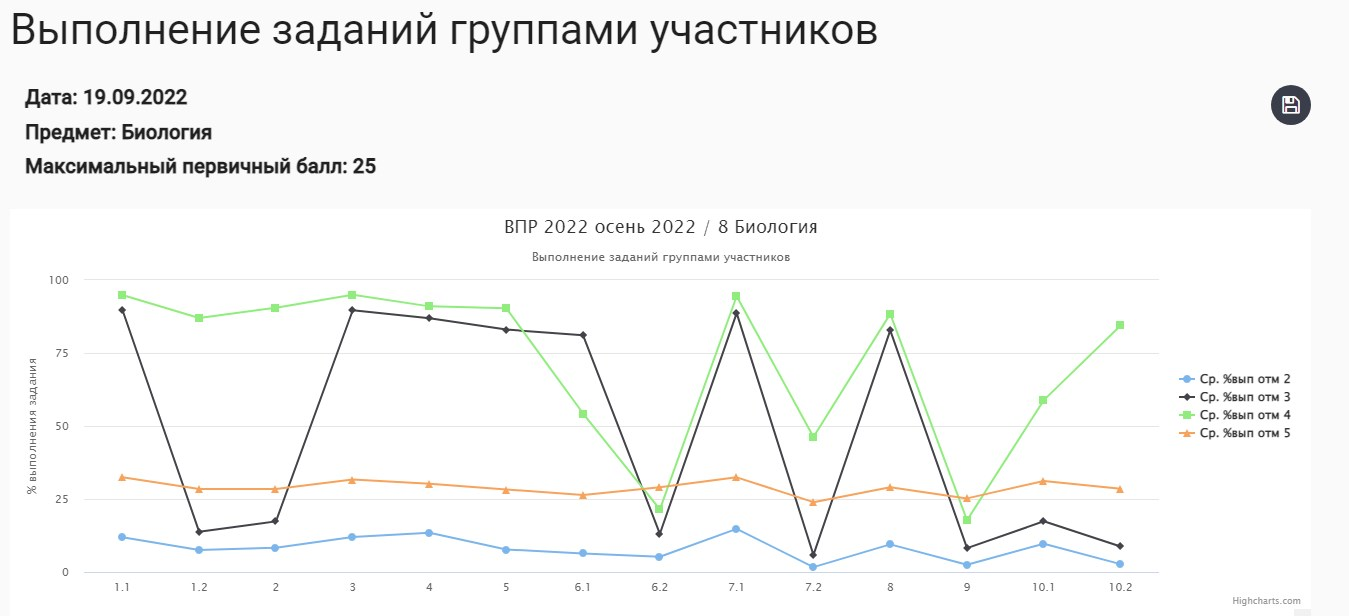 Выполнение заданий группами участников
Дата: 19.09.2022
Предмет: Биология
Максимальный первичный балл: 25
ВПР 2022 осень 2022 / 8 Биология
Выполнение заданий группами участников
% выполнения задания
100
75
50
25
0
1.1 1.2 2 3 4 5 6.1 6.2 7.1 7.2 8 9 10.1 10.2
Ср. %вып отм 2
Ср. %вып отм 3
Ср. %вып отм 4
Ср. %вып отм 5
Highcharts.com